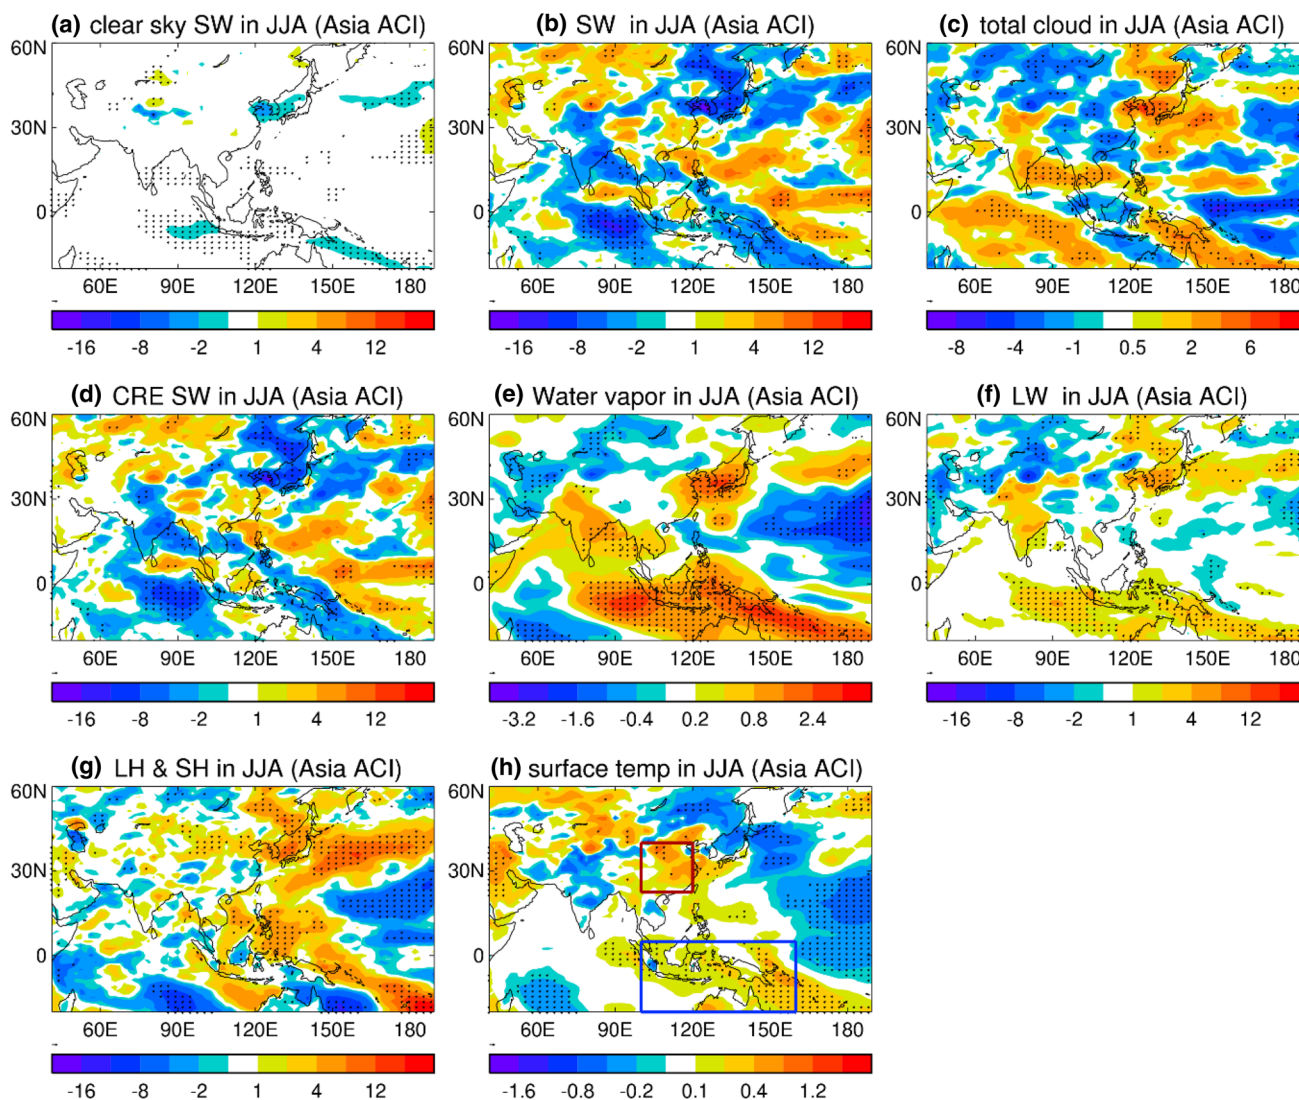 (a) clear sky SW in JJA (Asia ACI)
60N
30N
0
60E 90E 120E 150E 180
-16 -8 -2 1 4 12
(b) SW in JJA (Asia ACI)
60N
30N
0
60E 90E 120E 150E 180
-16 -8 -2 1 4 12
(c) total cloud in JJA (Asia ACI)
60N
30N
0
60E 90E 120E 150E 180
-8 -4 -1 0.5 2 6
(d) CRE SW in JJA (Asia ACI)
60N
30N
0
60E 90E 120E 150E 180
-16 -8 -2 1 4 12
(e) Water vapor in JJA (Asia ACI)
60N
30N
0
60E 90E 120E 150E 180
-3.2 -1.6 -0.4 0.2 0.8 2.4
(f) LW in JJA (Asia ACI)
60N
30N
0
60E 90E 120E 150E 180
-16 -8 -2 1 4 12
(g) LH & SH in JJA (Asia ACI)
60N
30N
0
60E 90E 120E 150E 180
-16 -8 -2 1 4 12
(h) surface temp in JJA (Asia ACI)
60N
30N
0
60E 90E 120E 150E 180
-1.6 -0.8 -0.2 0.1 0.4 1.2